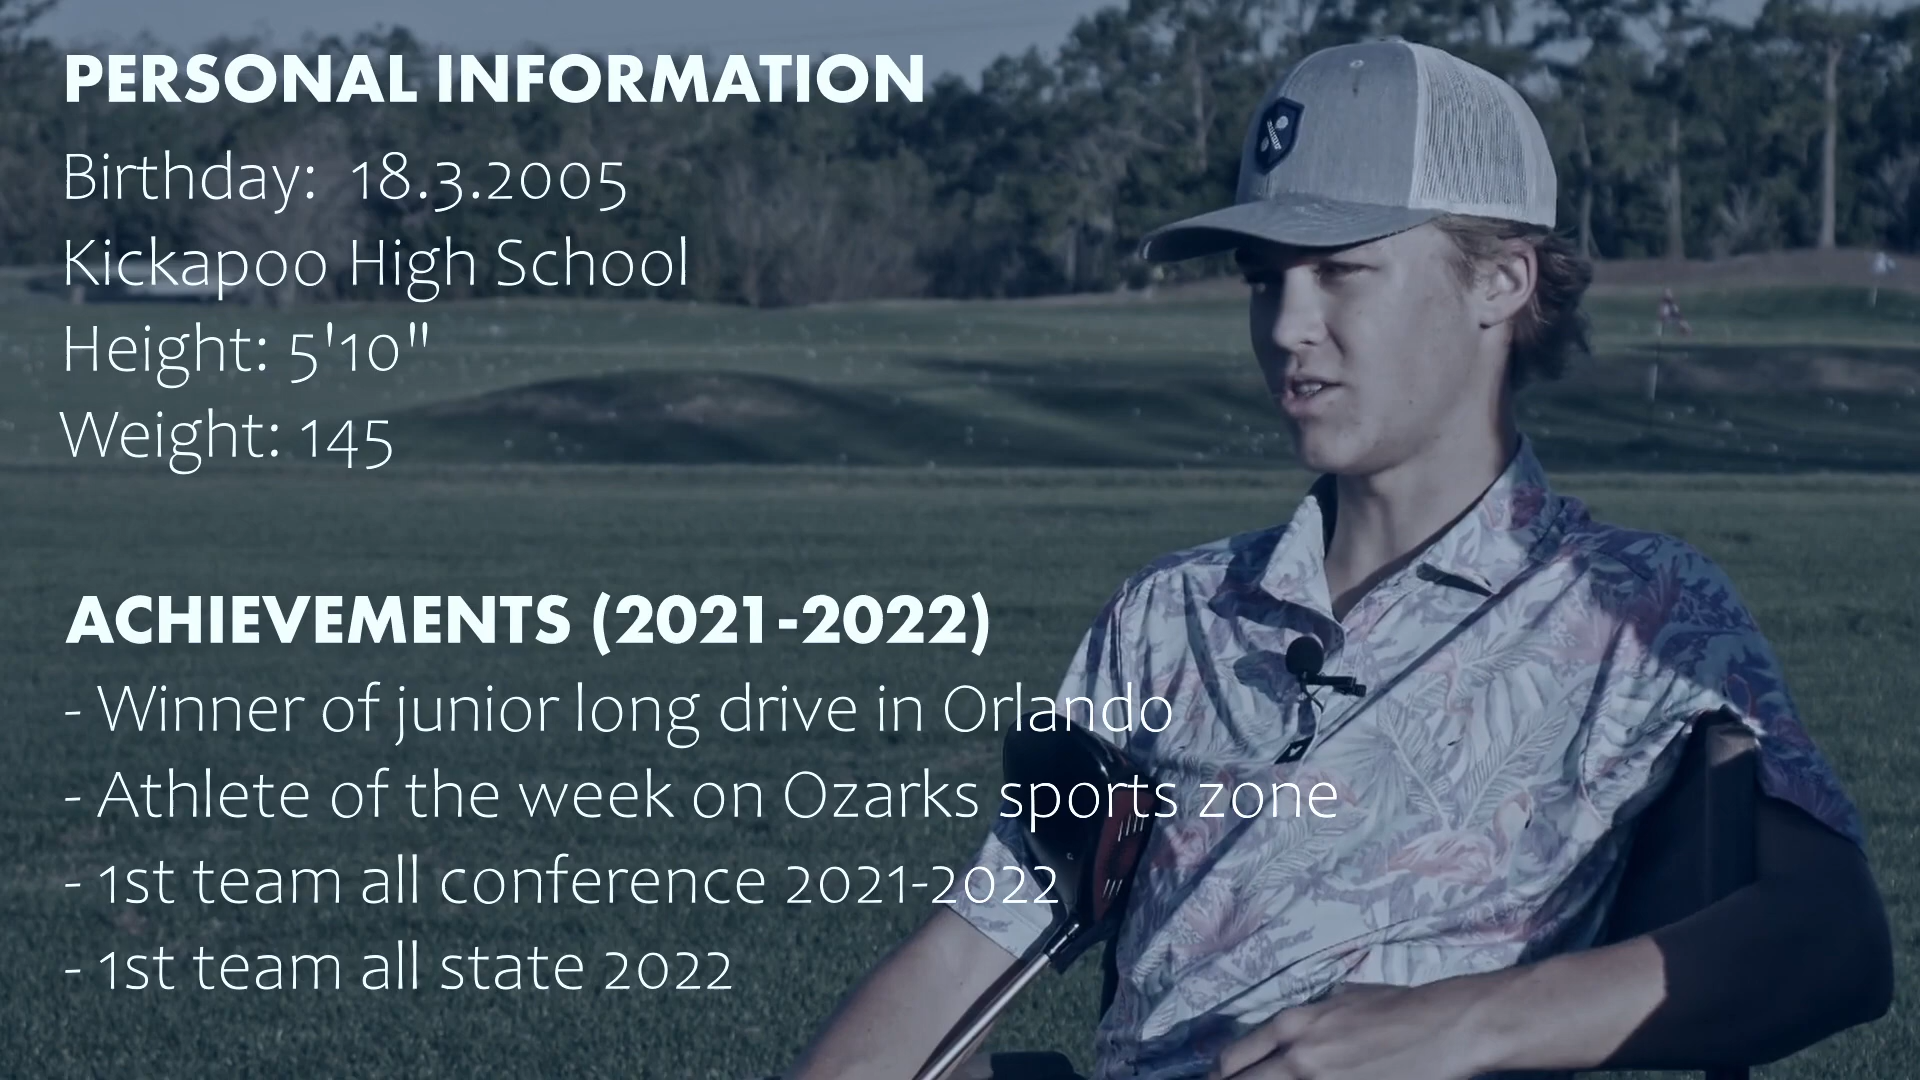 PERSONAL INFORMATION
Birthday: 18.3.2005
Kickapoo High School
Height: 5'10"
Weight: 145
ACHIEVEMENTS (2021-2022)
- Winner of junior long drive in Orlando
- Athlete of the week on Ozarks sports zone
- 1st team all conference 2021-2022
- 1st team all state 2022